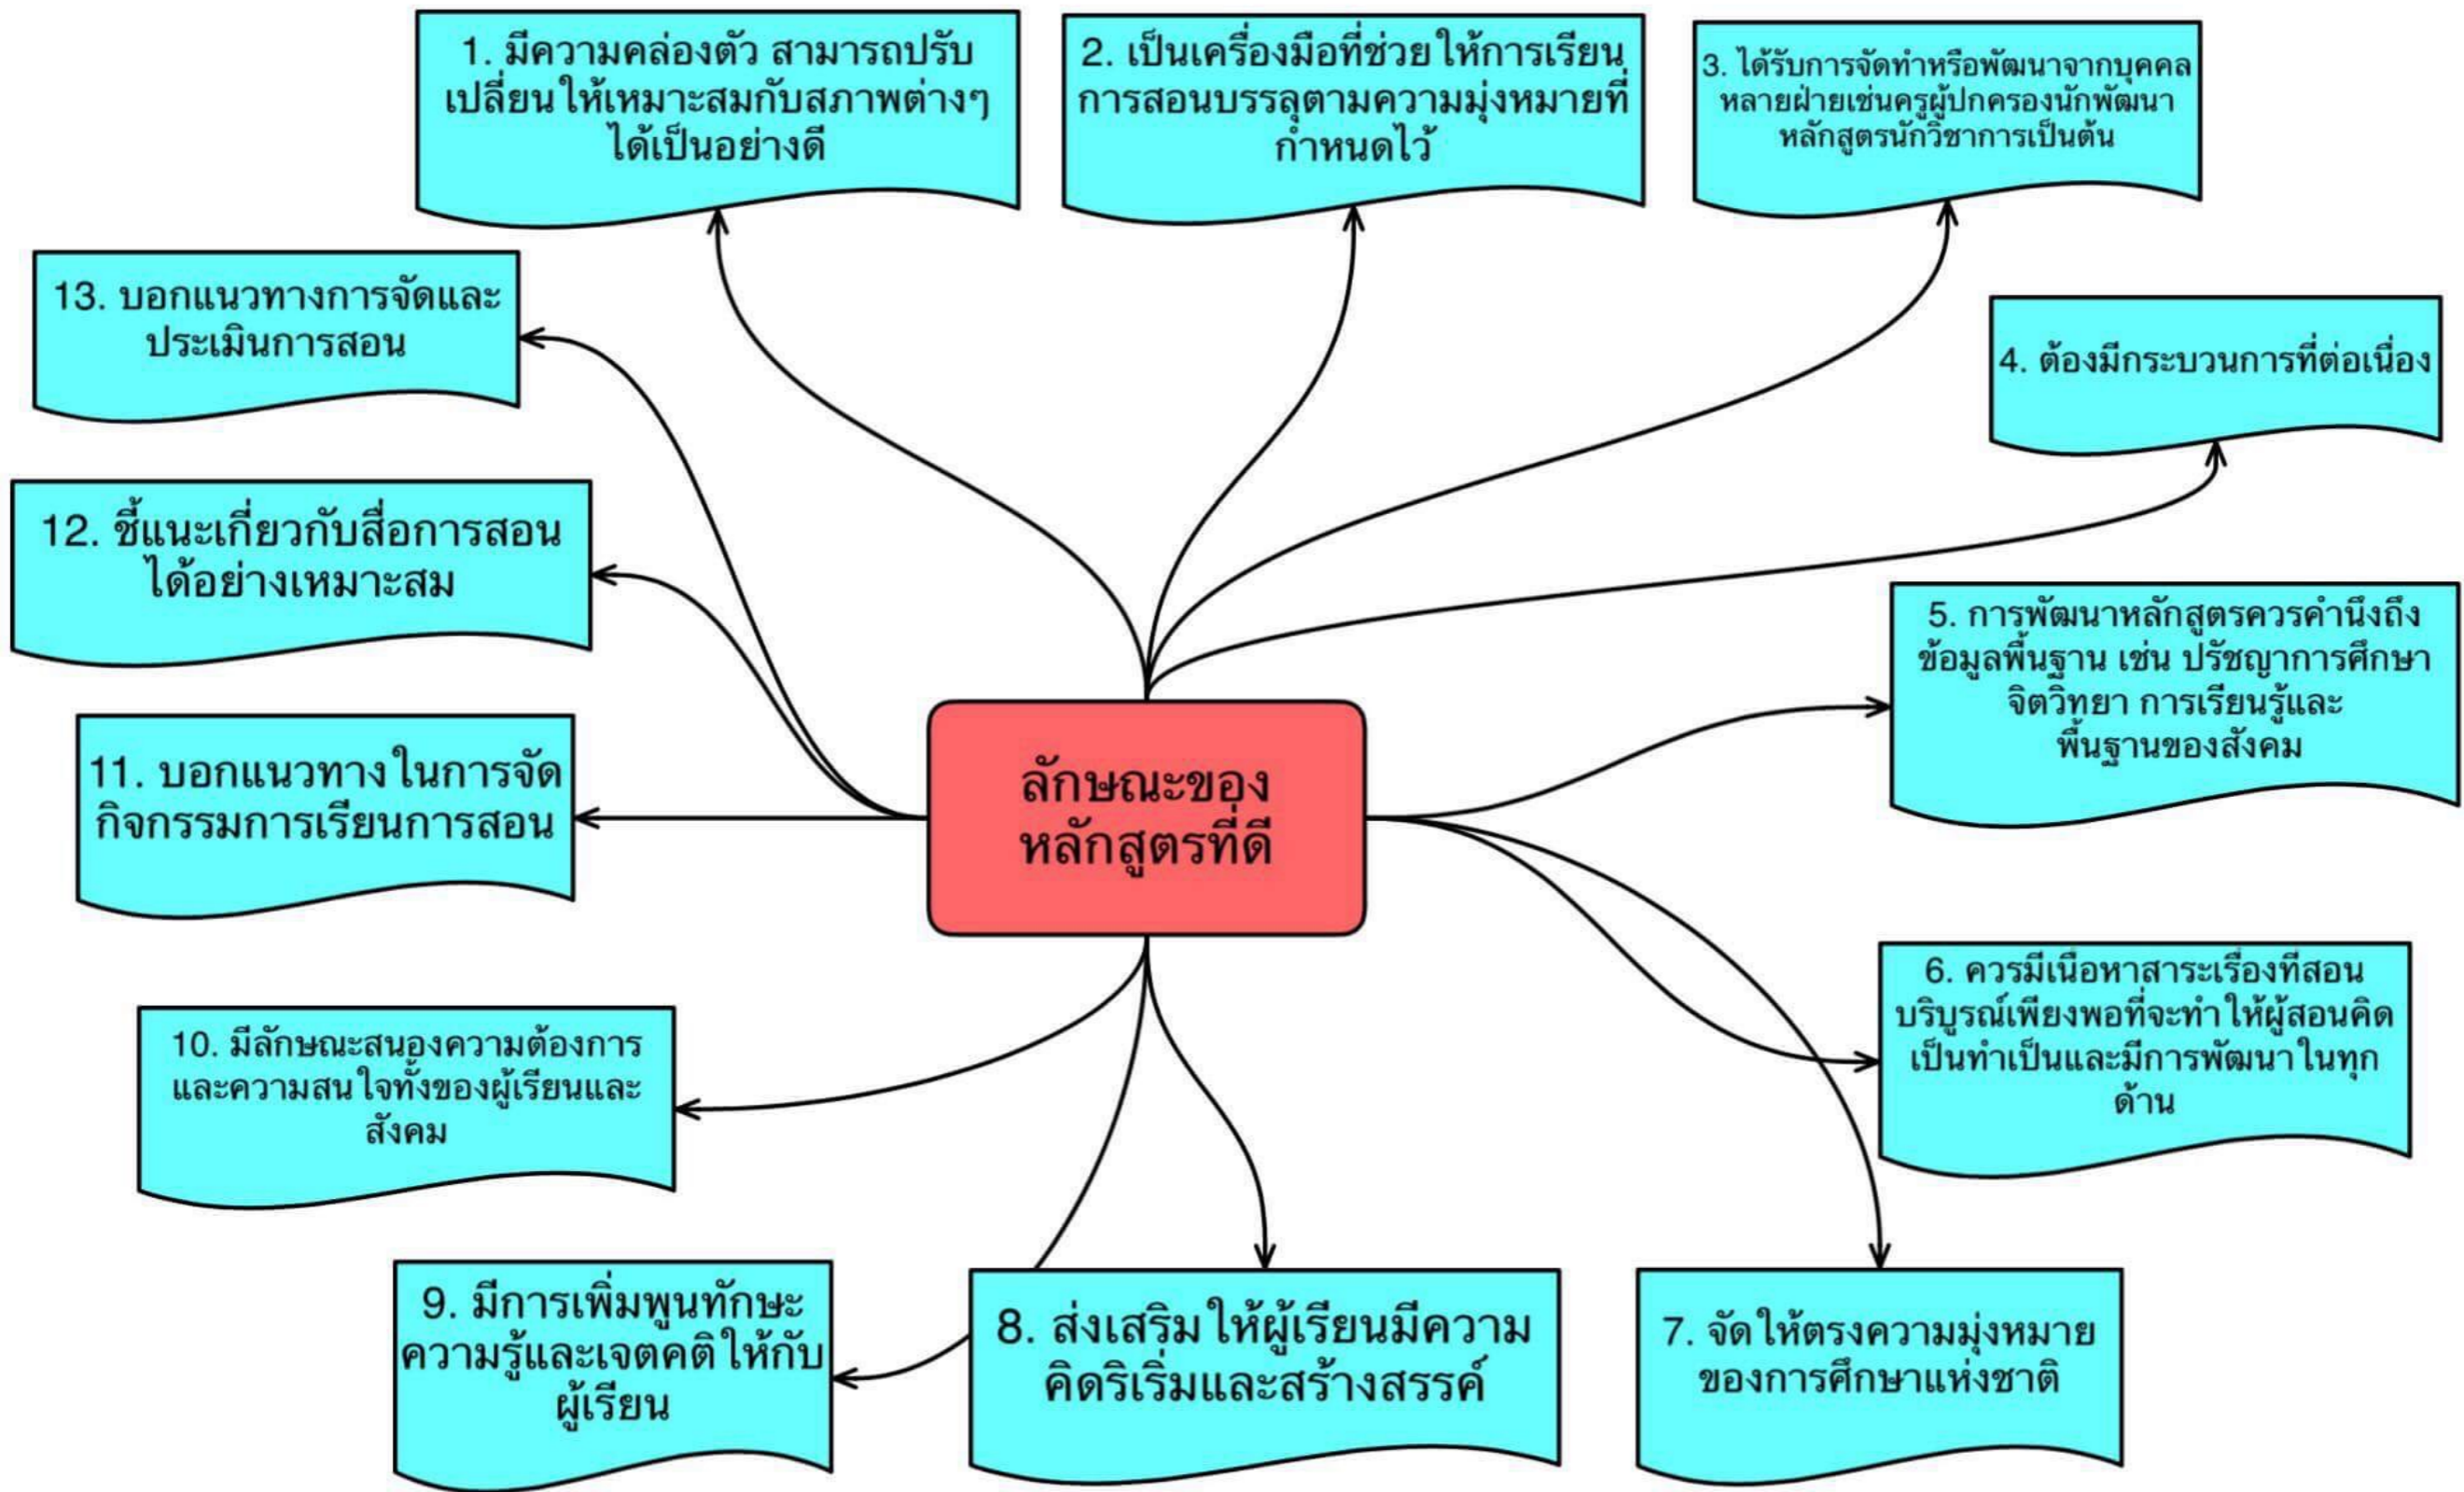 1. มีความคล่องตัว สามารถปรับ
เปลี่ยนให้เหมาะสมกับสภาพต่างๆ
ได้เป็นอย่างดี
2. เป็นเครื่องมือที่ช่วยให้การเรียน
การสอนบรรลุตามความมุ่งหมายที่
กำหนดไว้
3. ได้รับการจัดทำหรือพัฒนาจากบุคคล
หลายฝ่ายเช่นครูผู้ปกครองนักพัฒนา
หลักสูตรนักวิชาการเป็นต้น
4. ต้องมีกระบวนการที่ต่อเนื่อง
5. การพัฒนาหลักสูตรควรคำนึงถึง
ข้อมูลพื้นฐาน เช่น ปรัชญาการศึกษา
จิตวิทยา การเรียนรู้และ
พื้นฐานของสังคม
6. ควรมีเนื้อหาสาระเรื่องที่สอน
บริบูรณ์เพียงพอที่จะทำให้ผู้สอนคิด
เป็นทำเป็นและมีการพัฒนาในทุก
ด้าน
7. จัดให้ตรงความมุ่งหมาย
ของการศึกษาแห่งชาติ
8. ส่งเสริมให้ผู้เรียนมีความ
คิดริเริ่มและสร้างสรรค์
9. มีการเพิ่มพูนทักษะ
ความรู้และเจตคติให้กับ
ผู้เรียน
10. มีลักษณะสนองความต้องการ
และความสนใจทั้งของผู้เรียนและ
สังคม
11. บอกแนวทางในการจัด
กิจกรรมการเรียนการสอน
12. ชี้แนะเกี่ยวกับสื่อการสอน
ได้อย่างเหมาะสม
13. บอกแนวทางการจัดและ
ประเมินการสอน
ลักษณะของ
หลักสูตรที่ดี